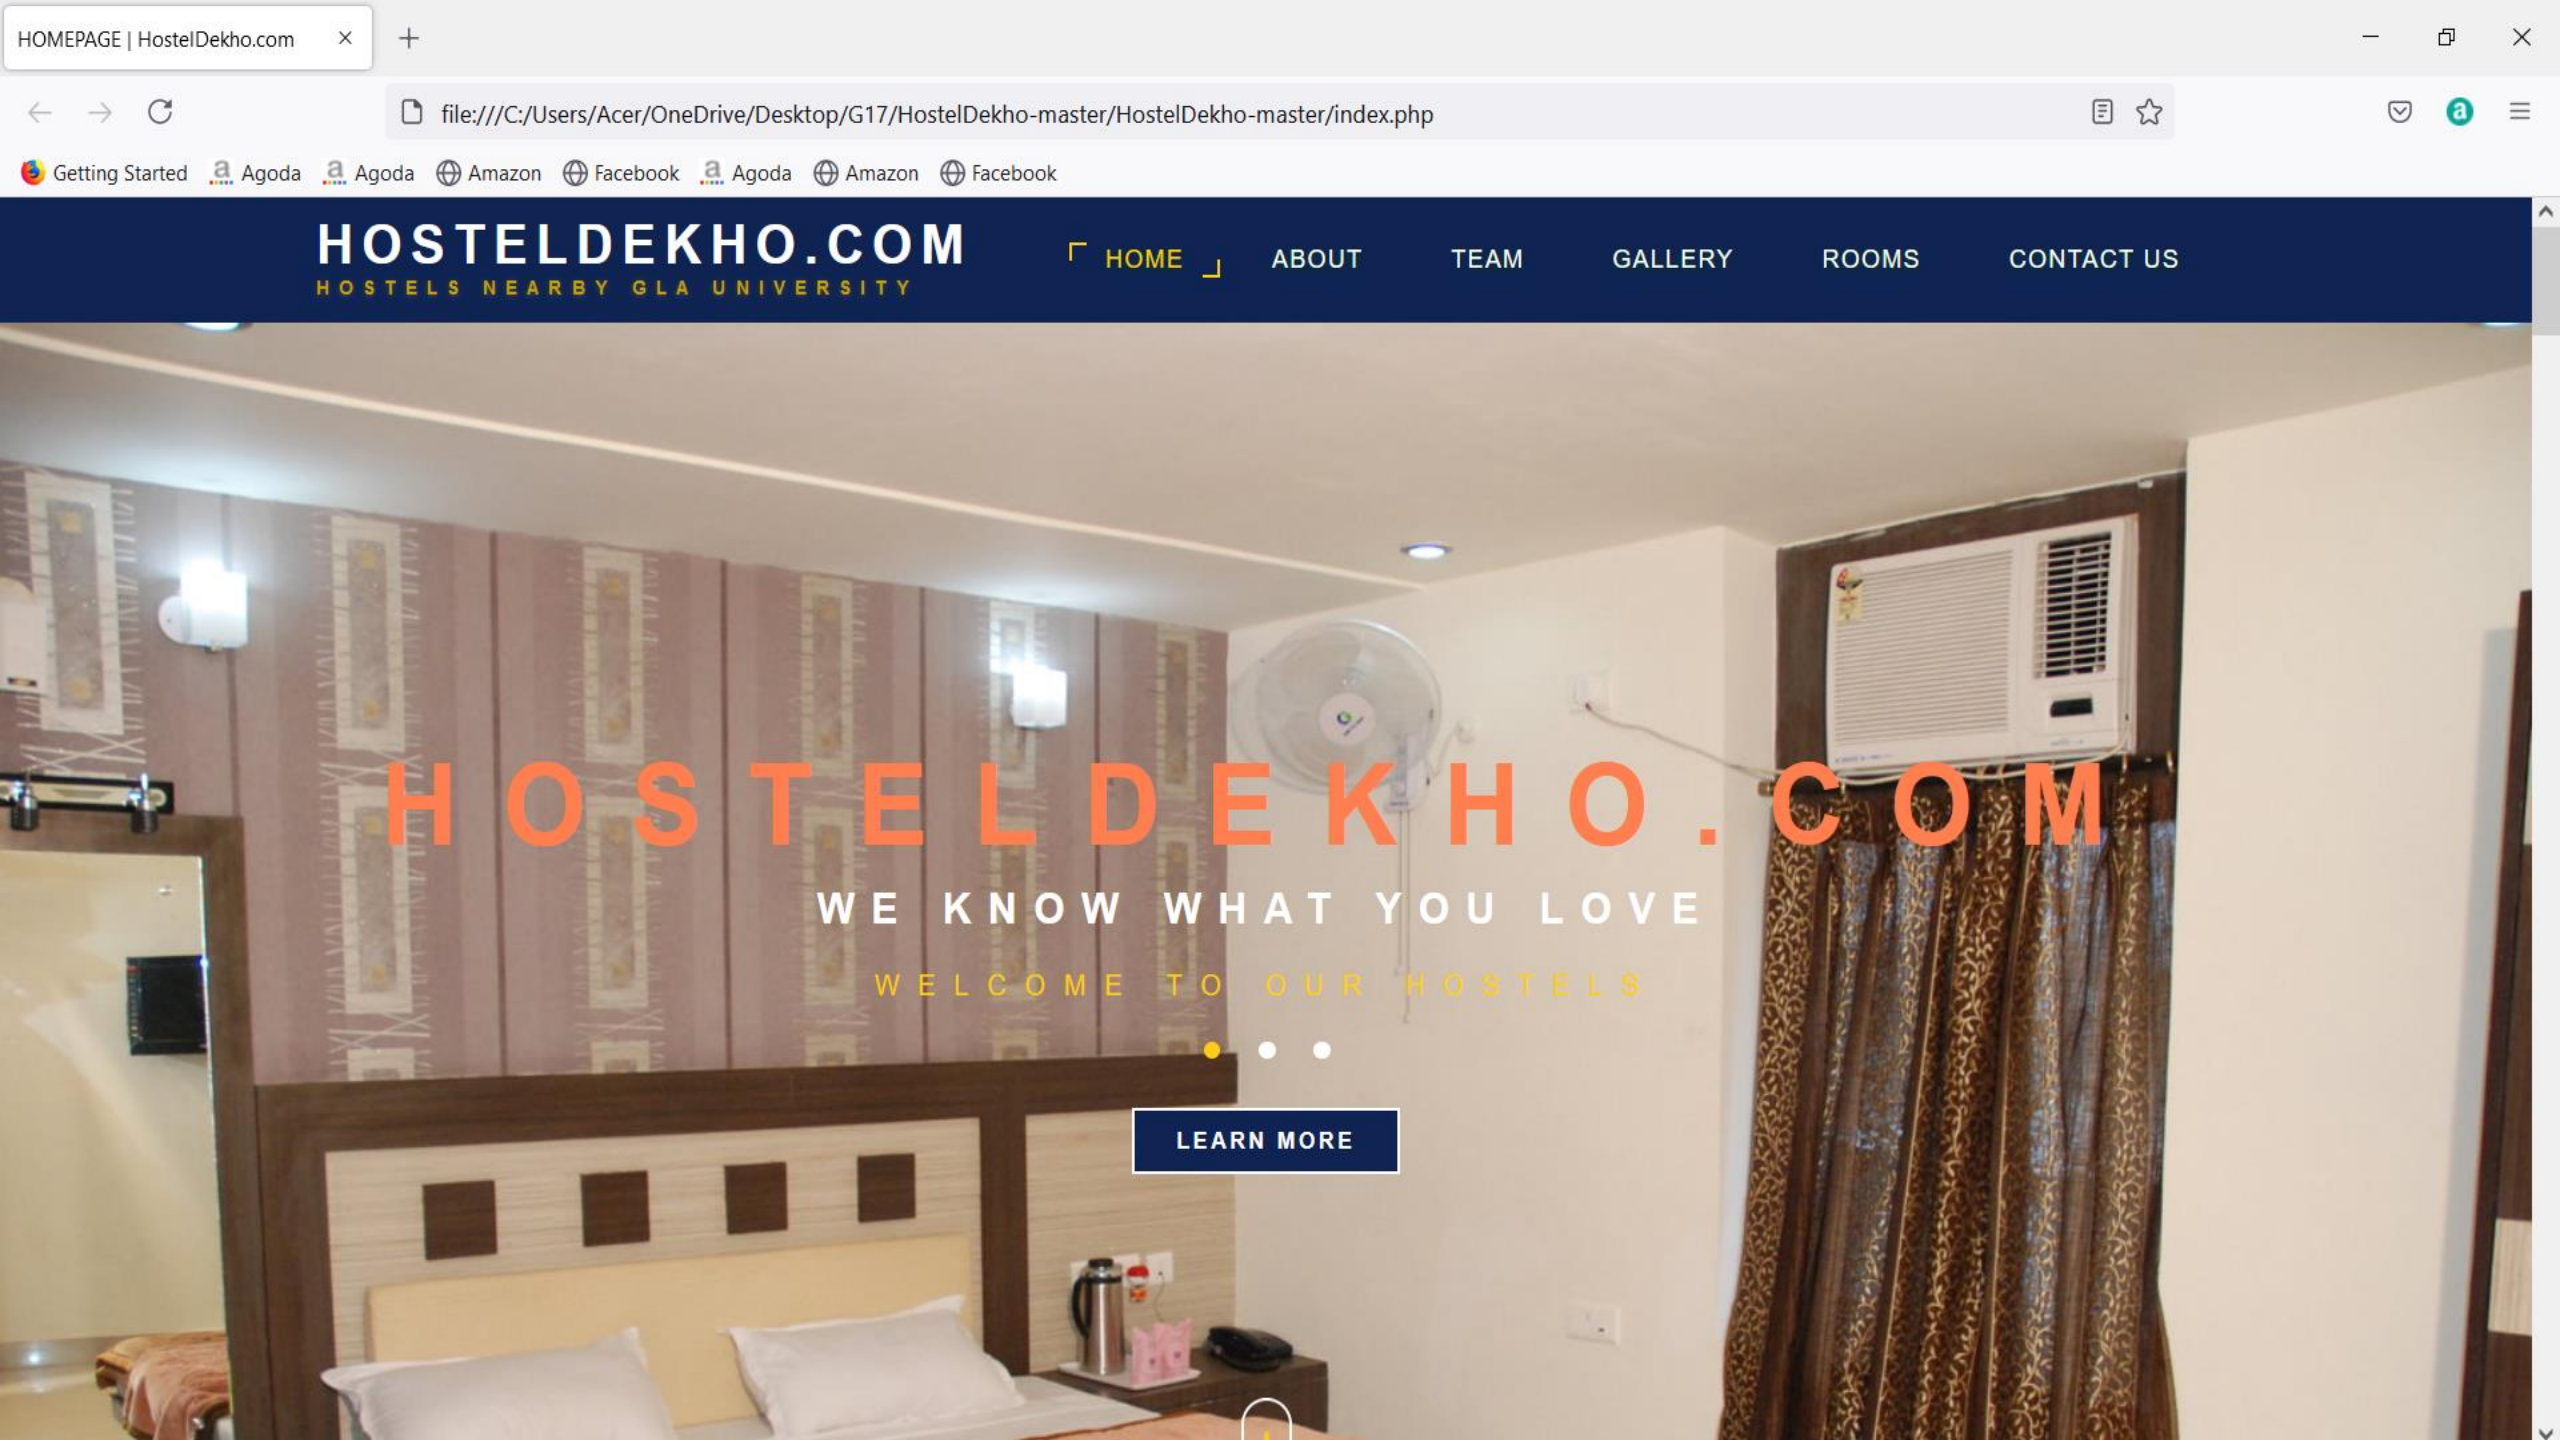 HOMEPAGE | HostelDekho.com
file:///C:/Users/Acer/OneDrive/Desktop/G17/HostelDekho-master/HostelDekho-master/index.php
Getting Started Agoda Agoda Amazon Facebook Agoda Amazon Facebook
HOSTELDEKHO.COM
HOSTELS NEARBY GLA UNIVERSITY
HOME ABOUT TEAM GALLERY ROOMS CONTACT US
HOSTELDEKHO.COM
WE KNOW WHAT YOU LOVE
WELCOME TO OUR HOSTELS
LEARN MORE